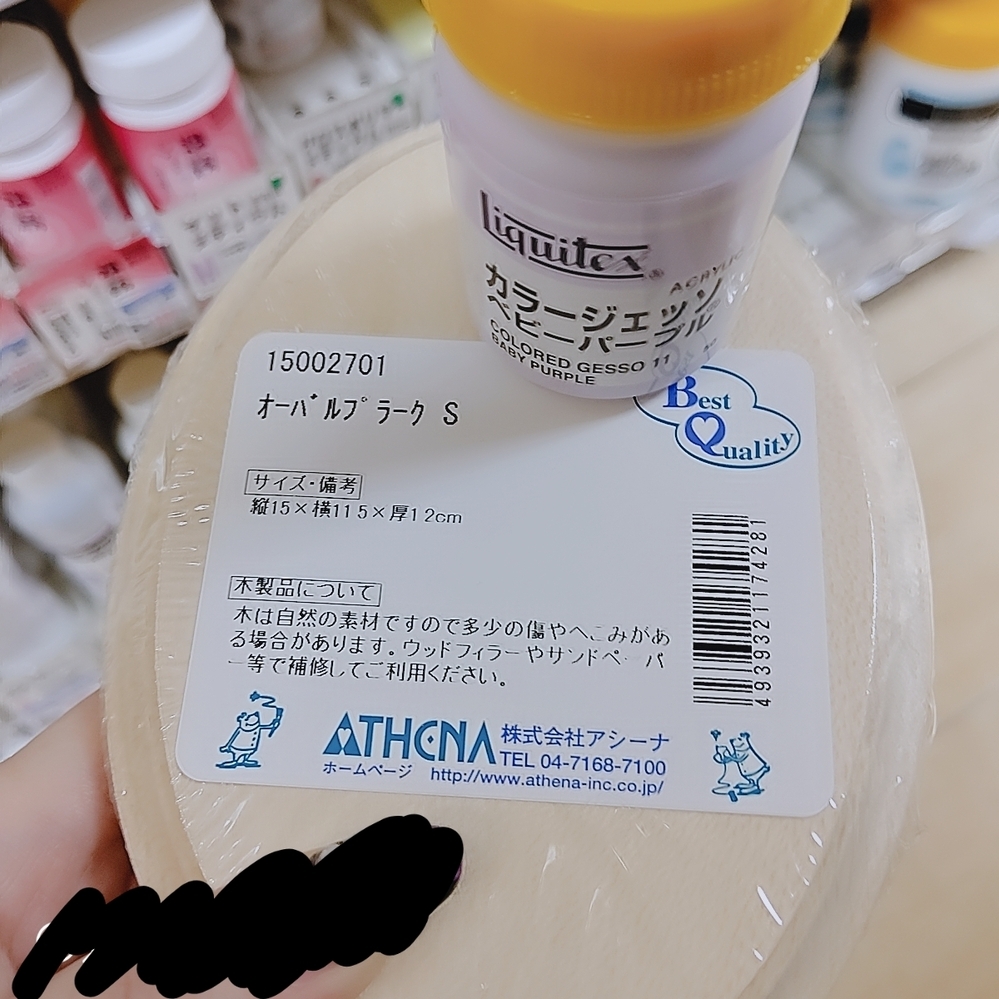 Liquitex®
カラージェッソ
ベビーパープル
COLORED GESSO 11
BABY PURPLE
15002701
オーバルプラーク S
Best
Quality
サイズ・備考
縦15×横11.5×厚1.2cm
木製品について
木は自然の素材ですので多少の傷やへこみがあ
る場合があります。ウッドフィラーやサンドペーパ
ー等で補修してご利用ください。
4939321174281
ATHENA
株式会社アシーナ
TEL 04-7168-7100
ホームページ http://www.athena-inc.co.jp/